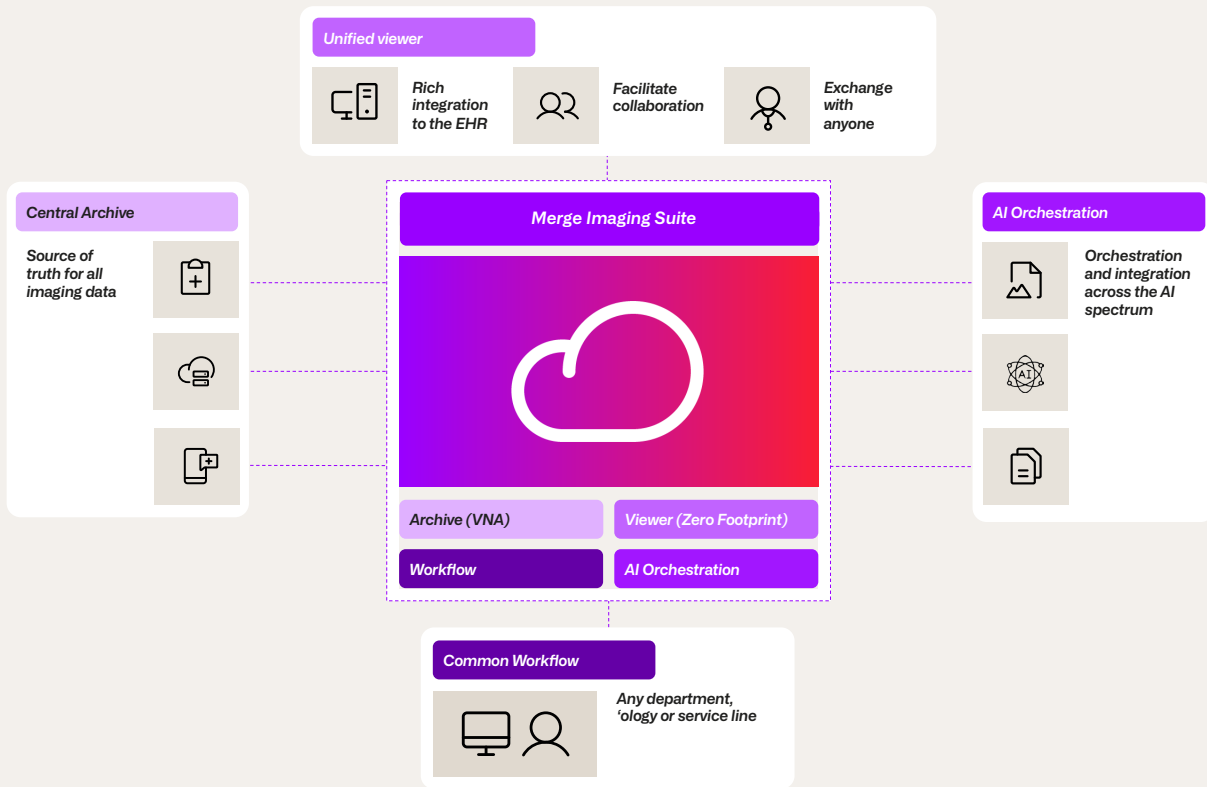 Unified viewer
Rich
integration
to the EHR
Facilitate
collaboration
Exchange
with
anyone
Central Archive
Source of
truth for all
imaging data
Merge Imaging Suite
Archive (VNA)
Viewer (Zero Footprint)
Workflow
AI Orchestration
AI Orchestration
Orchestration
and integration
across the AI
spectrum
AI
Common Workflow
Any department,
‘ology or service line